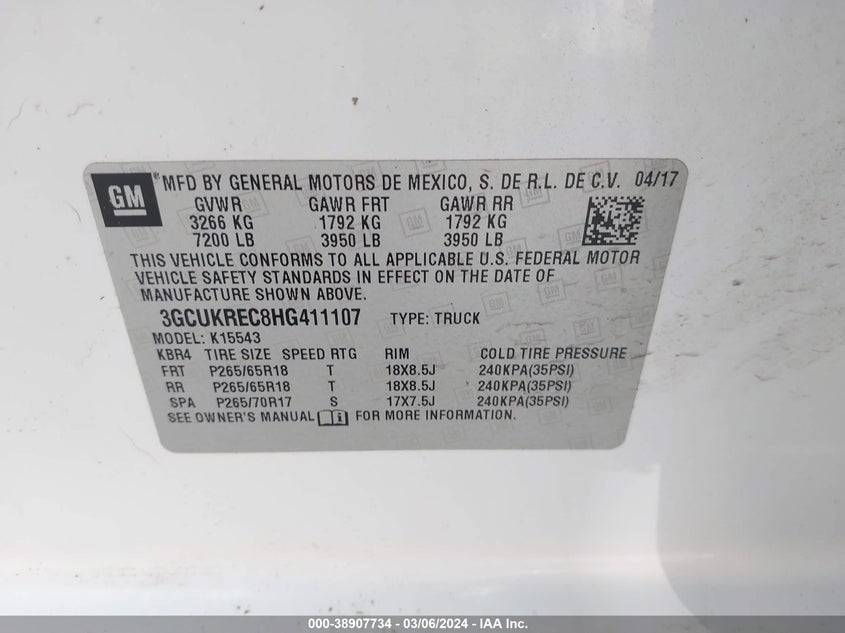 GM ® MFD BY GENERAL MOTORS DE MEXICO, S. DE R.L. DE C.V. 04/17
GVWR GAWR FRT GAWR RR
3266 KG 1792 KG 1792 KG
7200 LB 3950 LB 3950 LB
THIS VEHICLE CONFORMS TO ALL APPLICABLE U.S. FEDERAL MOTOR
VEHICLE SAFETY STANDARDS IN EFFECT ON THE DATE OF
MANUFACTURE SHOWN ABOVE.
3GCUKREC8HG411107 TYPE: TRUCK
MODEL: K15543
KBR4 TIRE SIZE SPEED RTG RIM COLD TIRE PRESSURE
FRT P265/65R18 T 18X8.5J 240KPA(35PSI)
RR P265/65R18 T 18X8.5J 240KPA(35PSI)
SPA P265/70R17 S 17X7.5J 240KPA(35PSI)
SEE OWNER'S MANUAL FOR MORE INFORMATION.
000-38907734 - 03/06/2024 - IAA Inc.